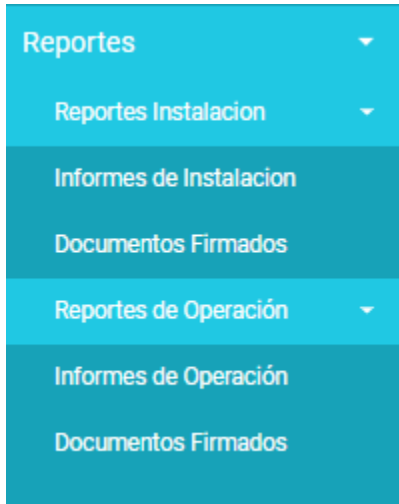 Reportes
Reportes Instalacion
Informes de Instalacion
Documentos Firmados
Reportes de Operación
Informes de Operación
Documentos Firmados